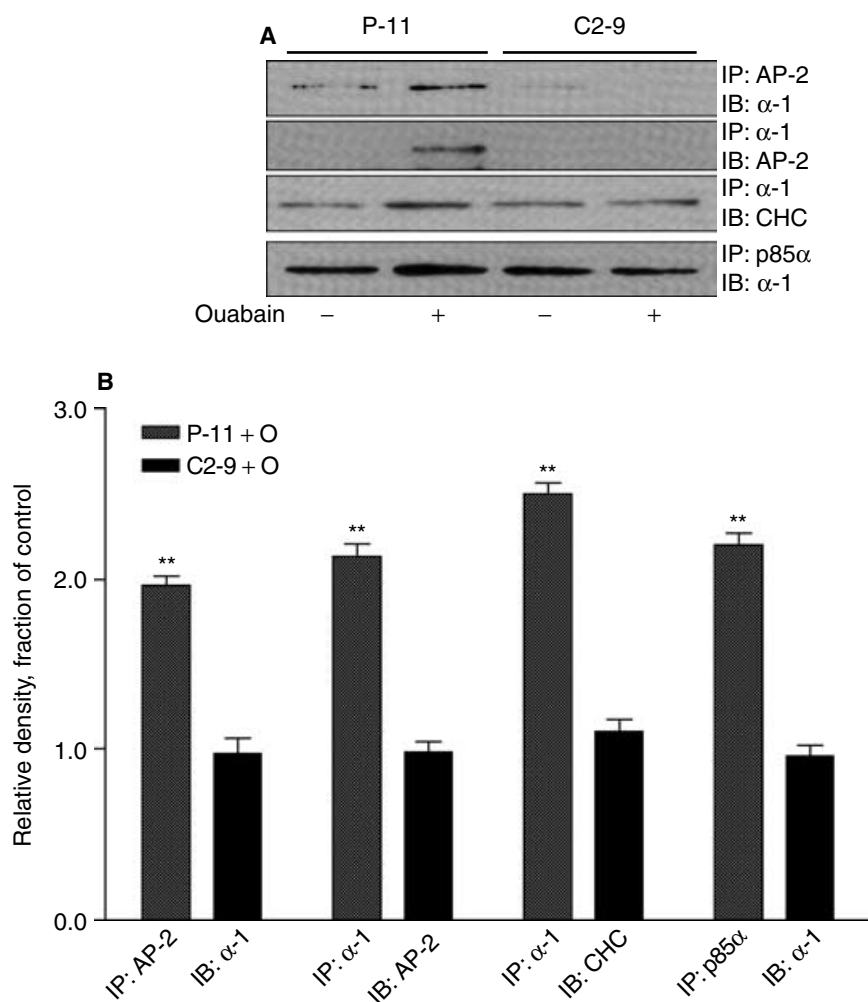 A
P-11 C2-9
IP: AP-2
IB: α-1
IP: α-1
IB: AP-2
IP: α-1
IB: CHC
IP: p85α
IB: α-1
Ouabain − + − +
B
3.0
P-11 + O
C2-9 + O
**
**
**
**
2.0
1.0
0.0
Relative density, fraction of control
IP: AP-2 IB: α-1 IP: α-1 IB: AP-2 IP: α-1 IB: CHC IP: p85α IB: α-1